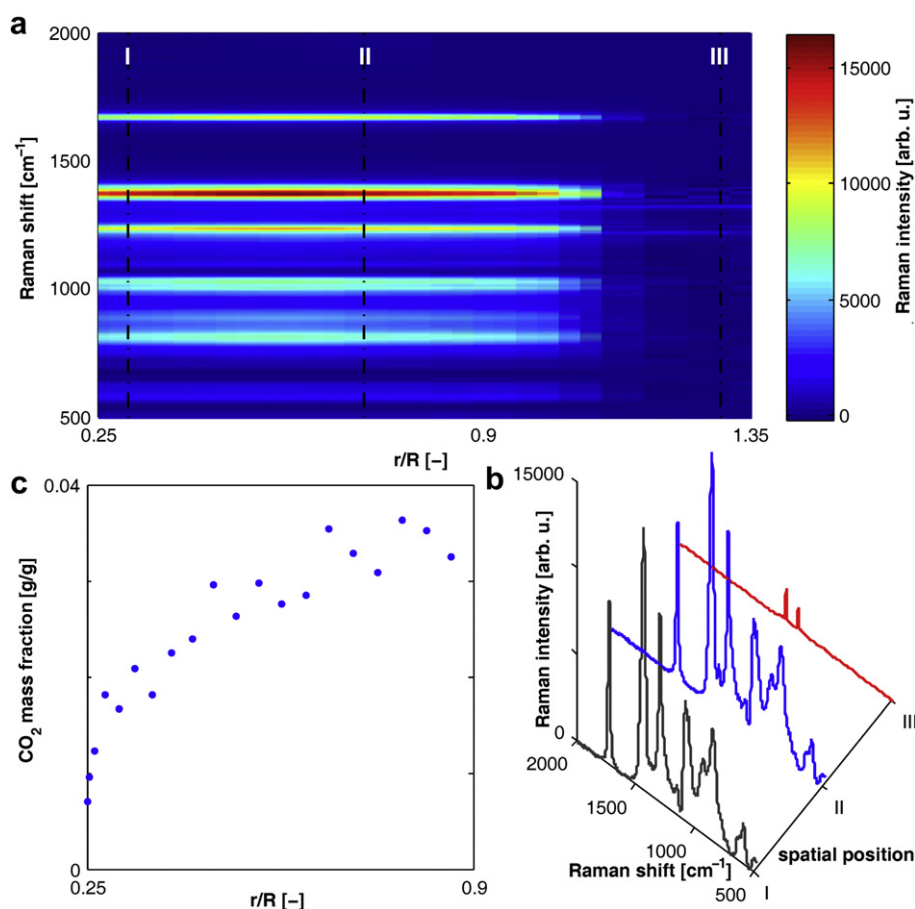 a
2000
1500
1000
500
Raman shift [cm⁻¹]
I
II
III
0.25
0.9
1.35
r/R [–]
15000
10000
5000
0
Raman intensity [arb. u.]
c
0.04
0
CO₂ mass fraction [g/g]
0.25
0.9
r/R [–]
b
15000
0
Raman intensity [arb. u.]
2000
1500
1000
500
Raman shift [cm⁻¹]
I
II
III
spatial position